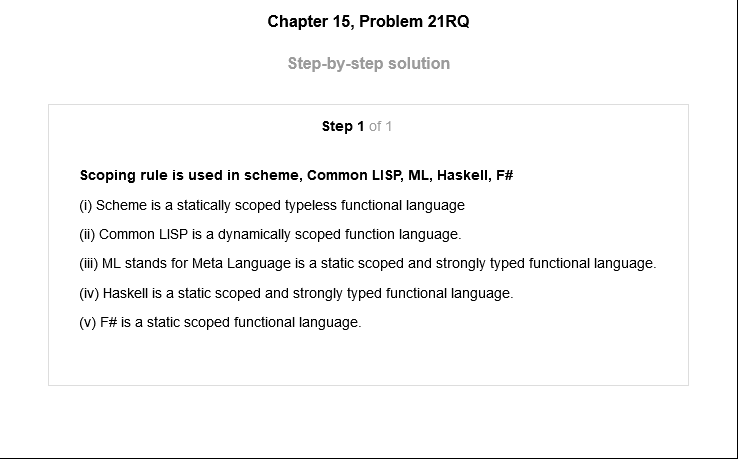 Chapter 15, Problem 21RQ
Step-by-step solution
Step 1 of 1
Scoping rule is used in scheme, Common LISP, ML, Haskell, F#
(i) Scheme is a statically scoped typeless functional language
(ii) Common LISP is a dynamically scoped function language.
(iii) ML stands for Meta Language is a static scoped and strongly typed functional language.
(iv) Haskell is a static scoped and strongly typed functional language.
(v) F# is a static scoped functional language.